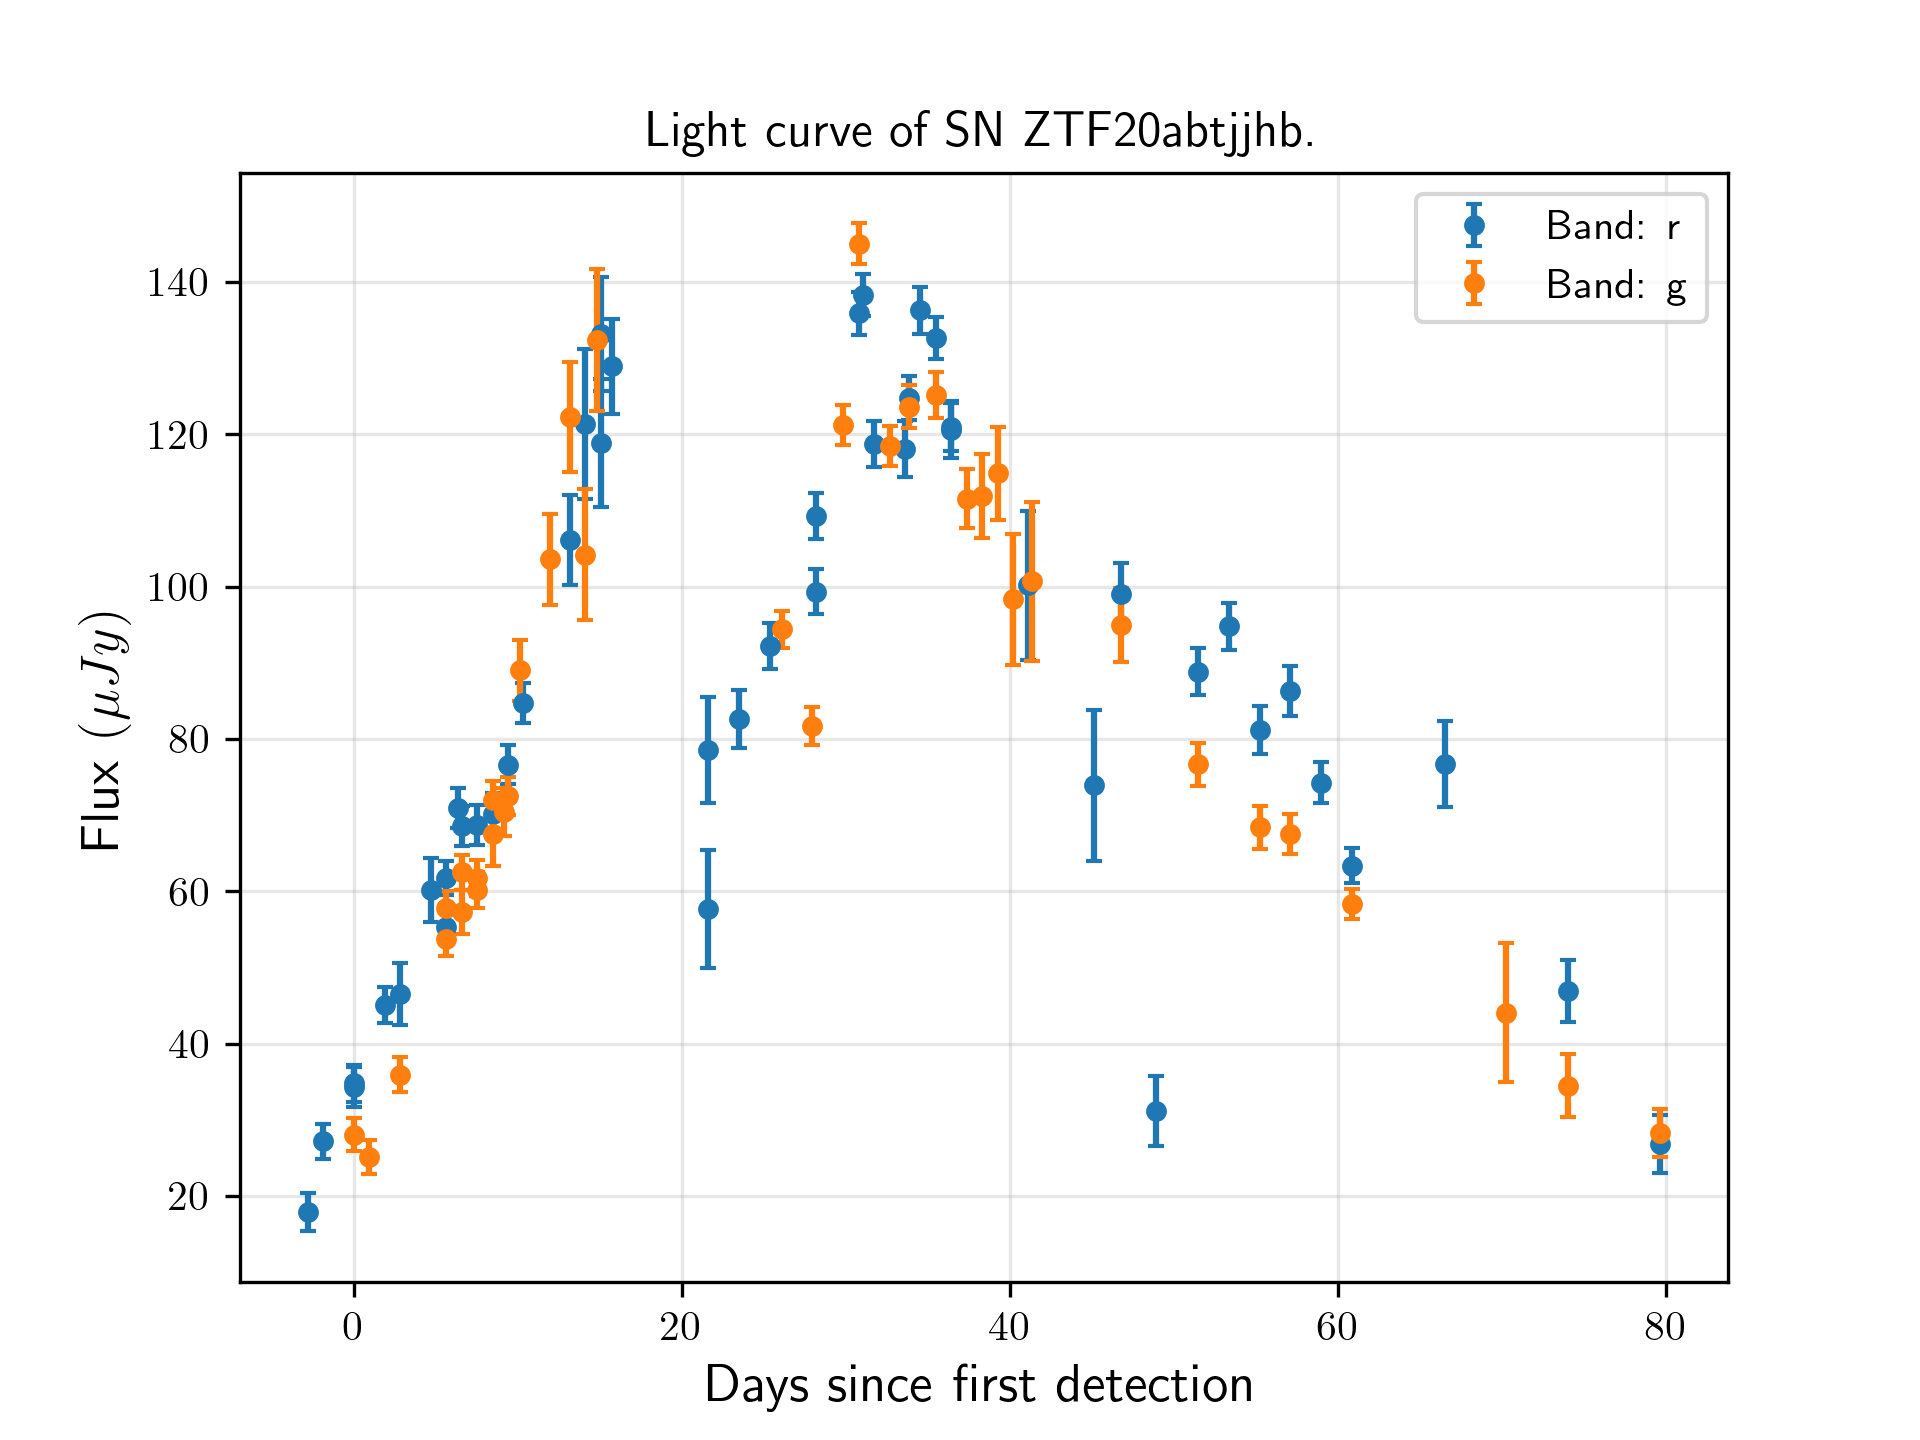 Light curve of SN ZTF20abtjjhb.
Band: r
Band: g
Flux (μJy)
140
120
100
80
60
40
20
0 20 40 60 80
Days since first detection